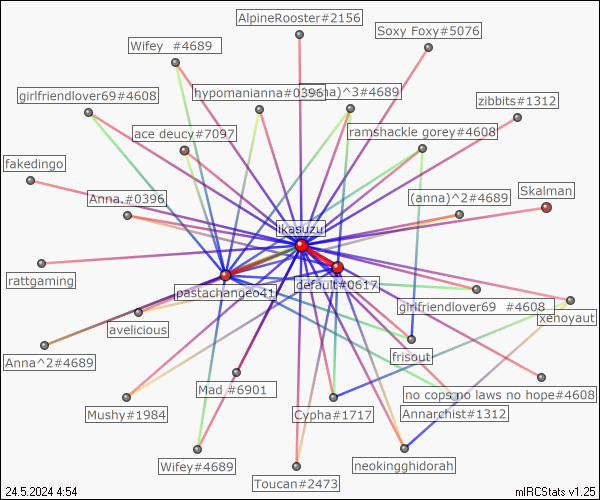 AlpineRooster#2156
Soxy Foxy#5076
Wifey  #4689
girlfriendlover69#4608
hypomanianna#0396
a)^3#4689
zibbits#1312
ace deucy#7097
ramshackle gorey#4608
fakedingo
Anna.#0396
(anna)^2#4689
Skalman
ikasuzu
rattgaming
pastachangeo41
default#0617
girlfriendlover69  #4608
xenoyaut
avelicious
Anna^2#4689
frisout
Mad #6901
no cops no laws no hope#4608
Mushy#1984
Cypha#1717
Annarchist#1312
Wifey#4689
neokingghidorah
Toucan#2473
24.5.2024 4:54
mIRCStats v1.25